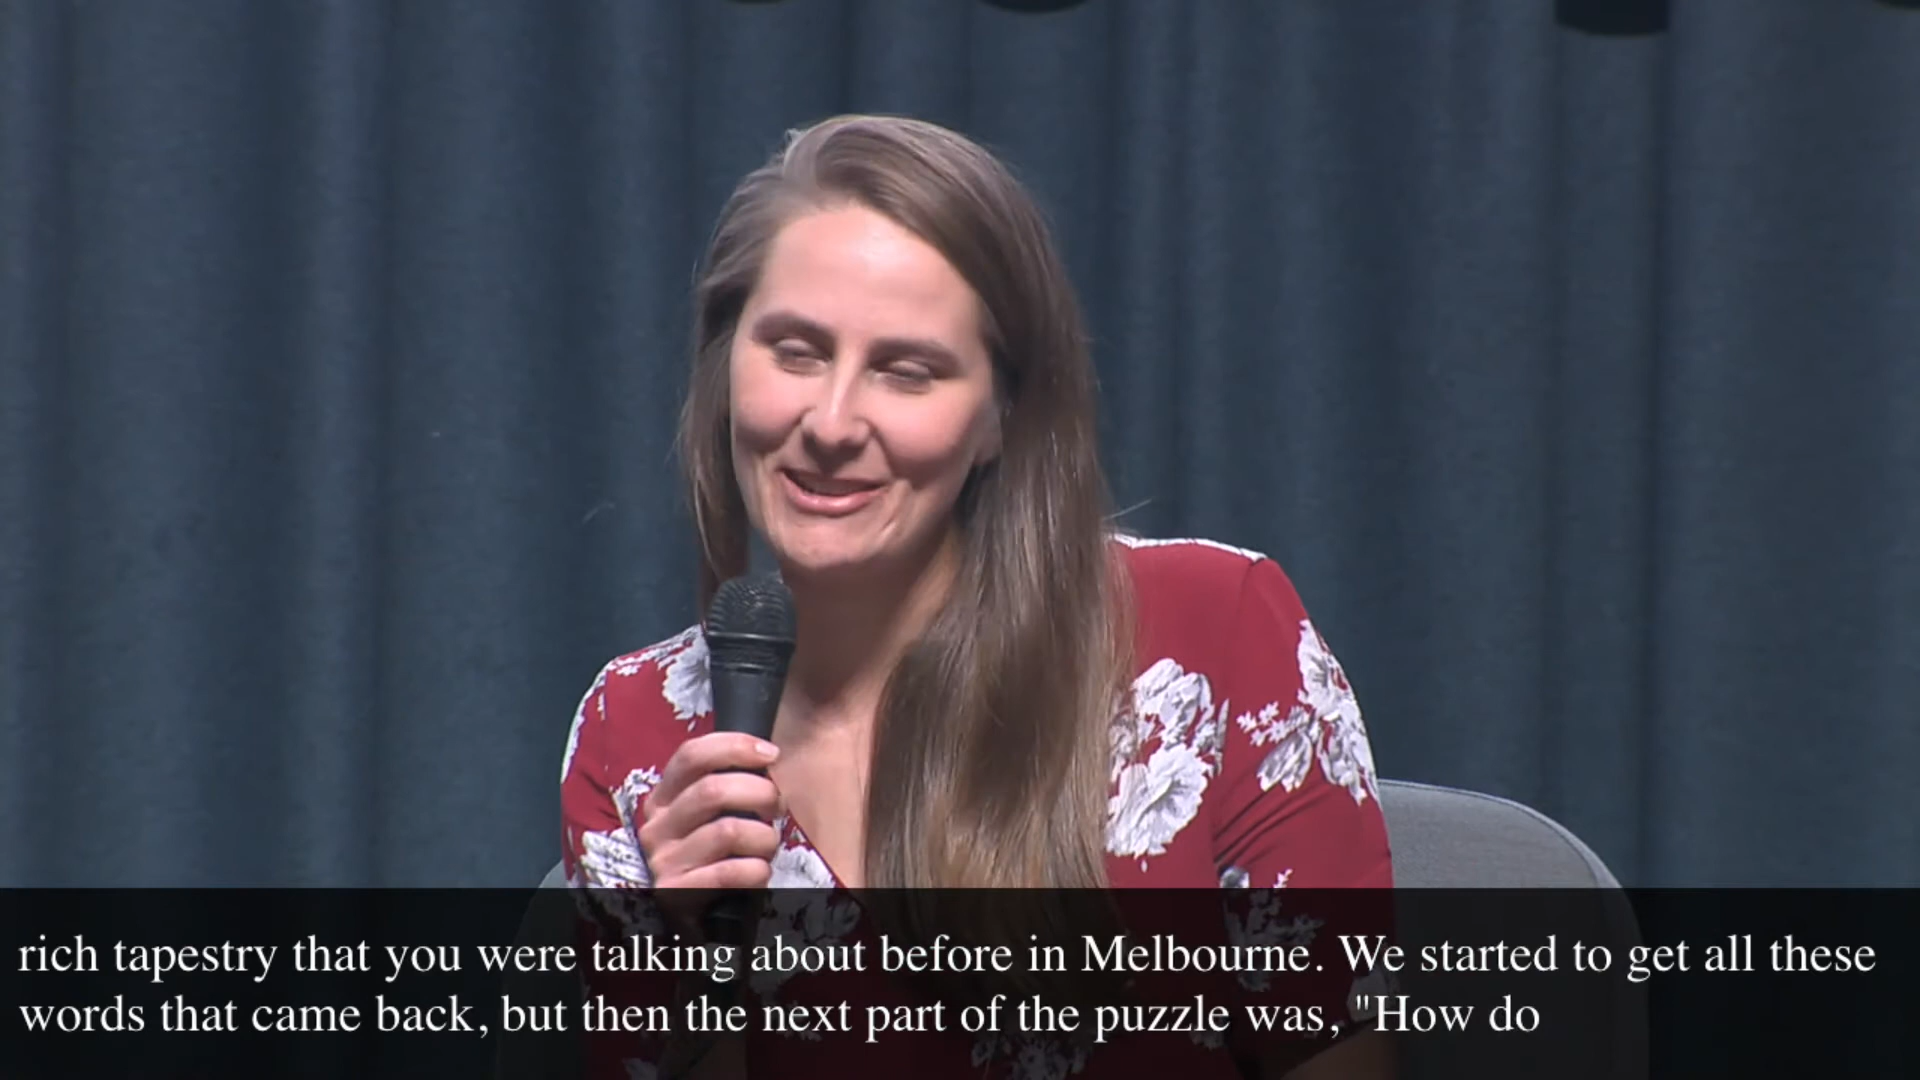 rich tapestry that you were talking about before in Melbourne. We started to get all these
words that came back, but then the next part of the puzzle was, "How do